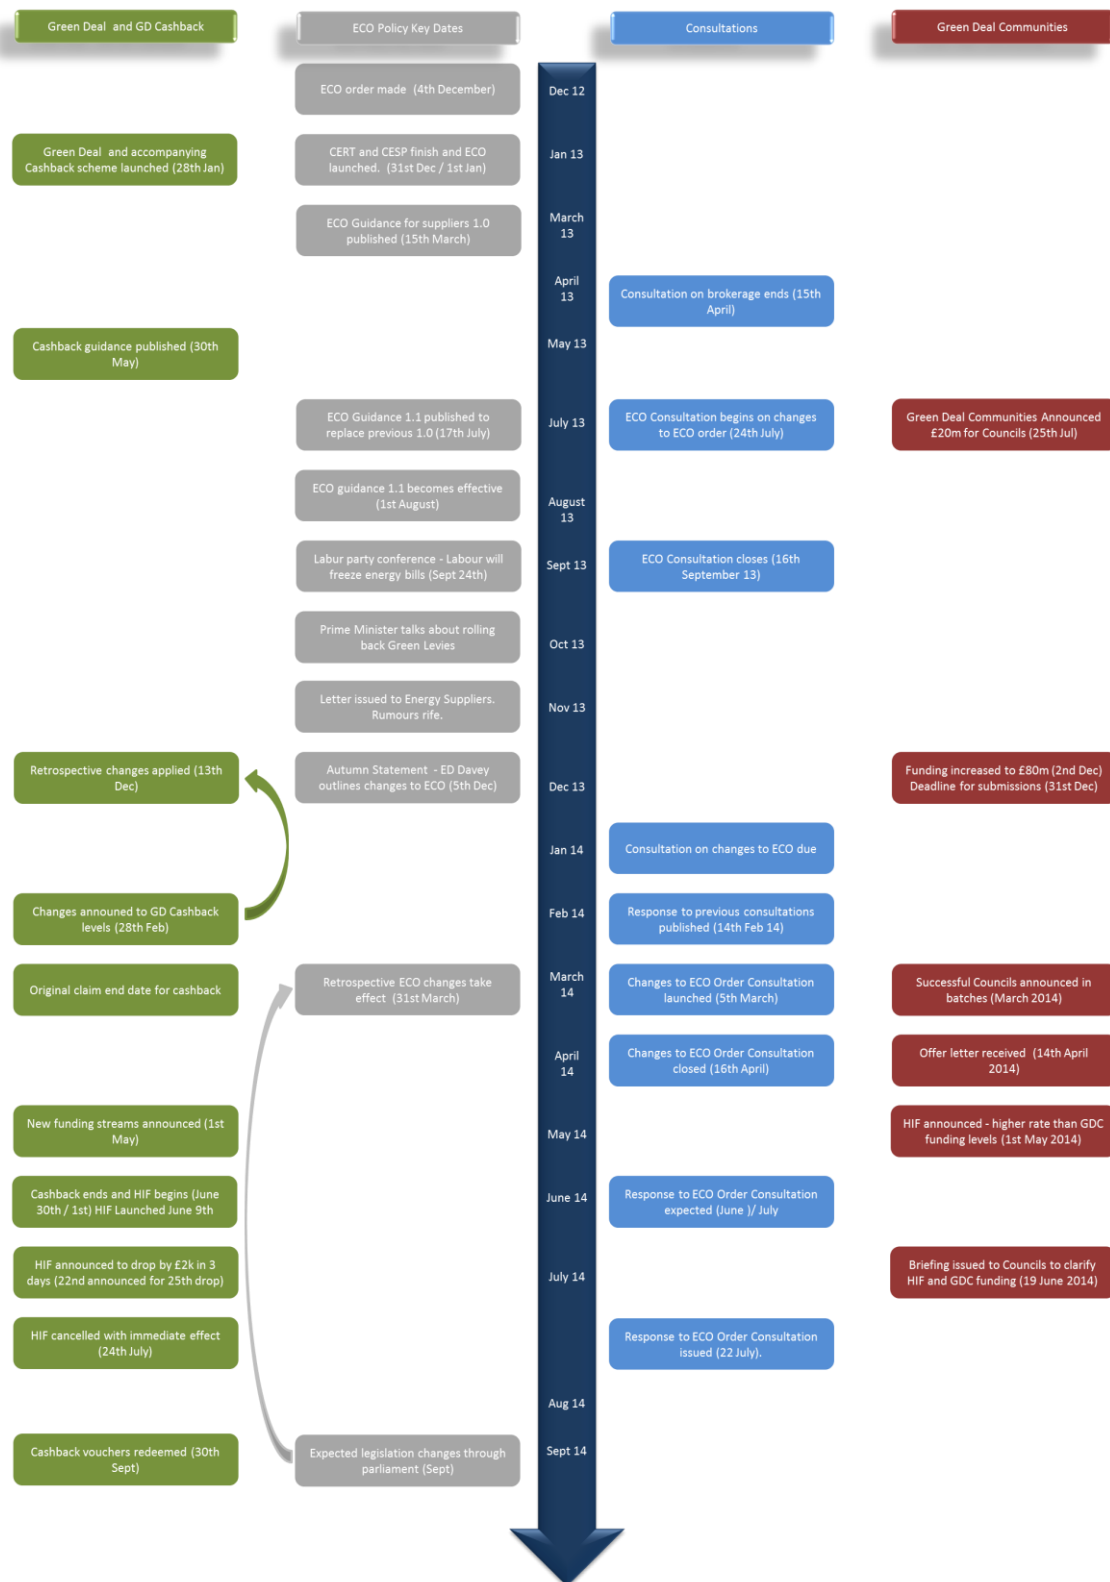 Green Deal and GD Cashback
ECO Policy Key Dates
Consultations
Green Deal Communities
ECO order made (4th December)
Dec 12
Green Deal and accompanying
Cashback scheme launched (28th Jan)
CERT and CESP finish and ECO
launched. (31st Dec / 1st Jan)
Jan 13
ECO Guidance for suppliers 1.0
published (15th March)
March
13
April
13
Consultation on brokerage ends (15th
April)
Cashback guidance published (30th
May)
May 13
ECO Guidance 1.1 published to
replace previous 1.0 (17th July)
July 13
ECO Consultation begins on changes
to ECO order (24th July)
Green Deal Communities Announced
£20m for Councils (25th Jul)
ECO guidance 1.1 becomes effective
(1st August)
August
13
Labur party conference - Labour will
freeze energy bills (Sept 24th)
Sept 13
ECO Consultation closes (16th
September 13)
Prime Minister talks about rolling
back Green Levies
Oct 13
Letter issued to Energy Suppliers.
Rumours rife.
Nov 13
Retrospective changes applied (13th
Dec)
Autumn Statement - ED Davey
outlines changes to ECO (5th Dec)
Dec 13
Funding increased to £80m (2nd Dec)
Deadline for submissions (31st Dec)
Jan 14
Consultation on changes to ECO due
Changes announed to GD Cashback
levels (28th Feb)
Feb 14
Response to previous consultations
published (14th Feb 14)
Original claim end date for cashback
Retrospective ECO changes take
effect (31st March)
March
14
Changes to ECO Order Consultation
launched (5th March)
Successful Councils announced in
batches (March 2014)
April
14
Changes to ECO Order Consultation
closed (16th April)
Offer letter received (14th April
2014)
New funding streams announced (1st
May)
May 14
HIF announced - higher rate than GDC
funding levels (1st May 2014)
Cashback ends and HIF begins (June
30th / 1st) HIF Launched June 9th
June 14
Response to ECO Order Consultation
expected (June )/ July
HIF announced to drop by £2k in 3
days (22nd announced for 25th drop)
July 14
Briefing issued to Councils to clarify
HIF and GDC funding (19 June 2014)
HIF cancelled with immediate effect
(24th July)
Response to ECO Order Consultation
issued (22 July).
Aug 14
Cashback vouchers redeemed (30th
Sept)
Expected legislation changes through
parliament (Sept)
Sept 14